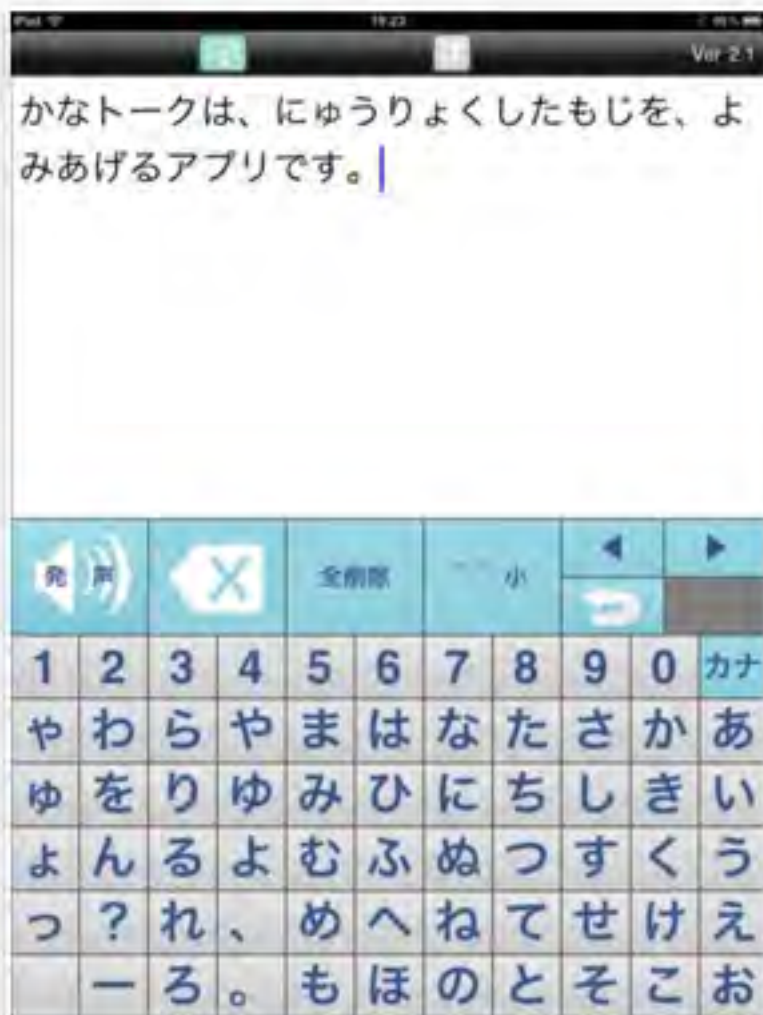 iPad 19:23
Ver 2.1
かなトークは、にゅうりょくしたもじを、よ
みあげるアプリです。
発声 全削除 小
1 2 3 4 5 6 7 8 9 0 カナ
ゃ わ ら や ま は な た さ か あ
ゅ を り ゆ み ひ に ち し き い
ょ ん る よ む ふ ぬ つ す く う
っ ? れ 、 め へ ね て せ け え
ー ろ 。 も ほ の と そ こ お